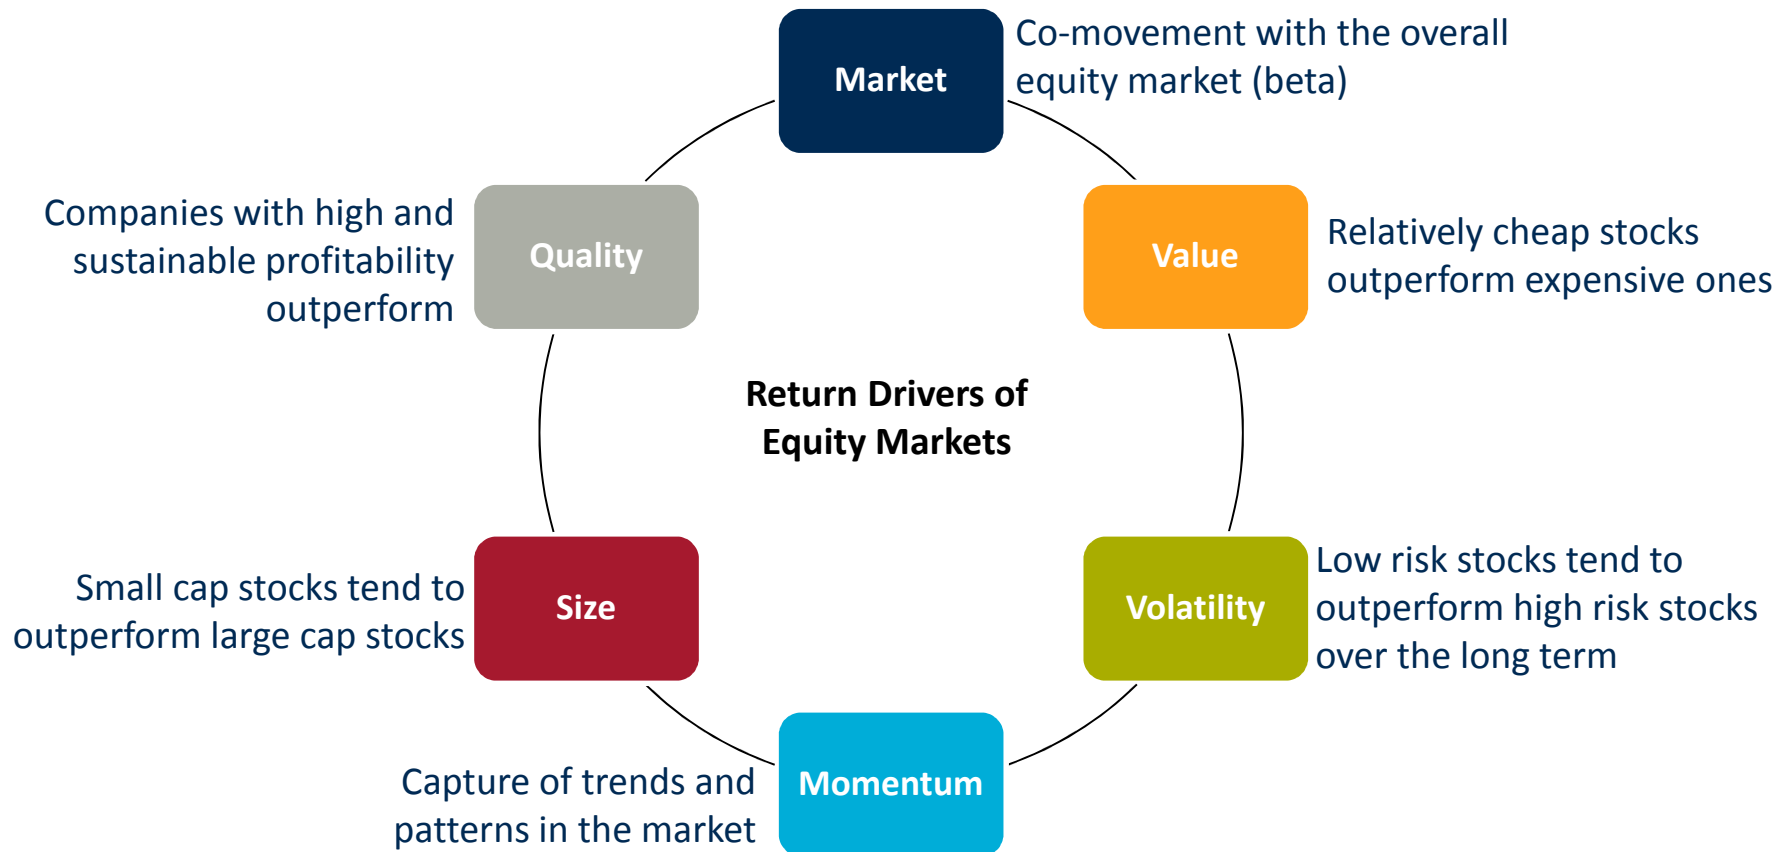 Market
Co-movement with the overall
equity market (beta)
Value
Relatively cheap stocks
outperform expensive ones
Volatility
Low risk stocks tend to
outperform high risk stocks
over the long term
Momentum
Capture of trends and
patterns in the market
Size
Small cap stocks tend to
outperform large cap stocks
Quality
Companies with high and
sustainable profitability
outperform
Return Drivers of
Equity Markets